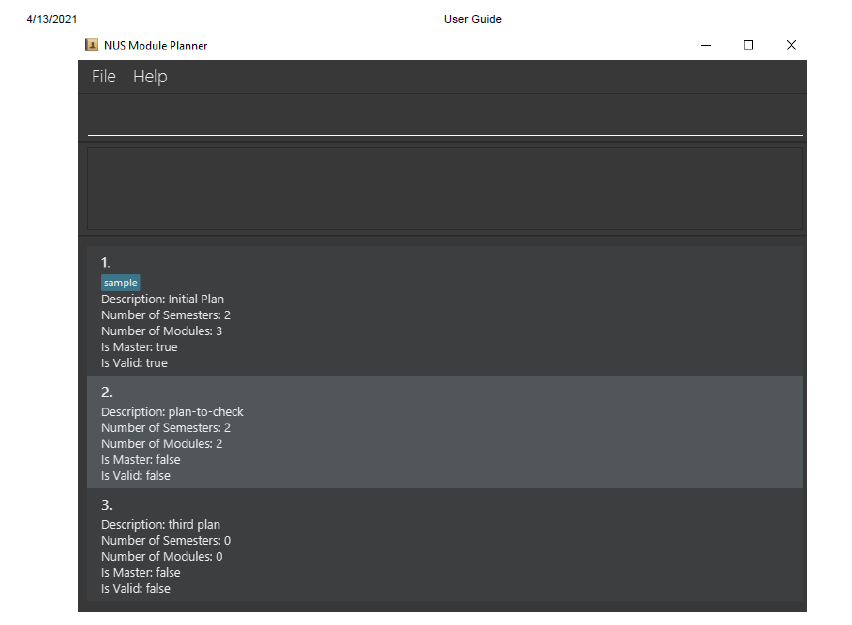 4/13/2021 User Guide
NUS Module Planner
File Help
1.
sample
Description: Initial Plan
Number of Semesters: 2
Number of Modules: 3
Is Master: true
Is Valid: true
2.
Description: plan-to-check
Number of Semesters: 2
Number of Modules: 2
Is Master: false
Is Valid: false
3.
Description: third plan
Number of Semesters: 0
Number of Modules: 0
Is Master: false
Is Valid: false